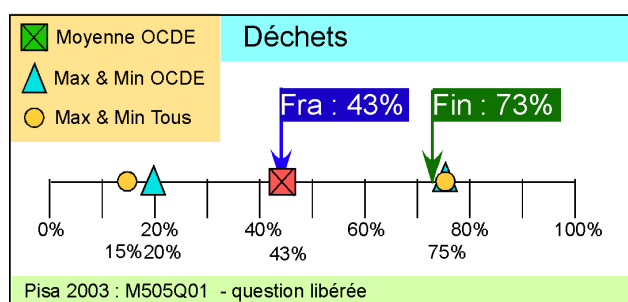 Moyenne OCDE
Max & Min OCDE
Max & Min Tous
Déchets
Fra : 43%
Fin : 73%
0% 20% 40% 60% 80% 100%
15% 20% 43% 75%
Pisa 2003 : M505Q01 - question libérée